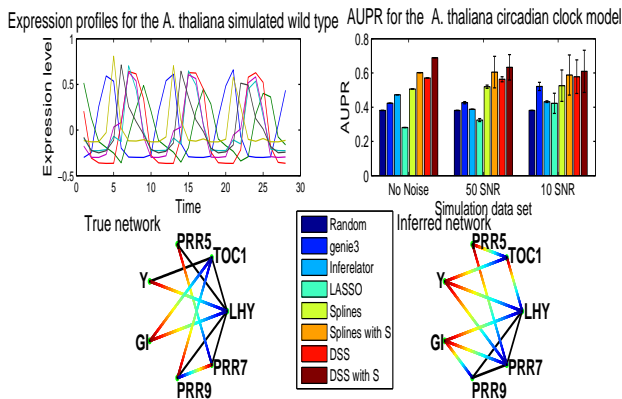 Expression profiles for the A. thaliana simulated wild type
AUPR for the A. thaliana circadian clock model
Expression level
1
0.5
0
−0.5
0 5 10 15 20 25 30
Time
AUPR
0.8
0.6
0.4
0.2
0
No Noise 50 SNR 10 SNR
Simulation data set
True network
PRR5
TOC1
Y
LHY
GI
PRR7
PRR9
Random
genie3
Inferelator
LASSO
Splines
Splines with S
DSS
DSS with S
Inferred network
PRR5
TOC1
Y
LHY
GI
PRR7
PRR9